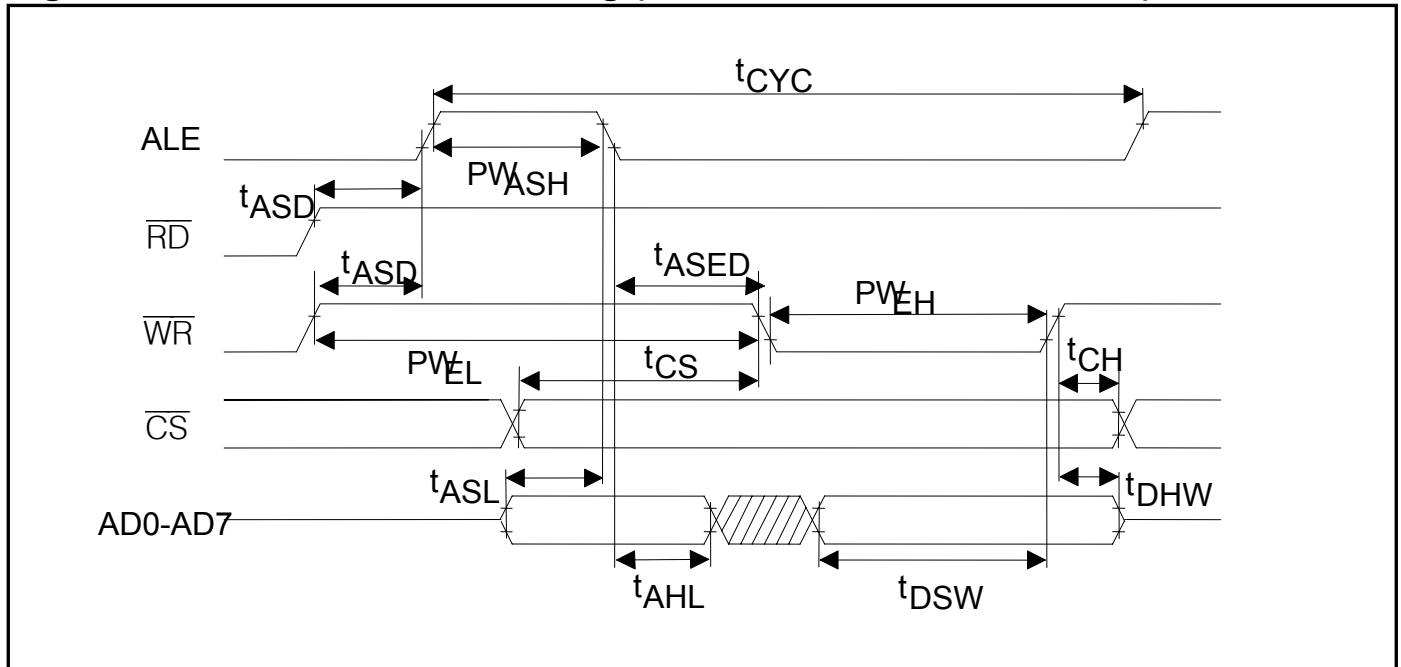 tCYC
ALE
PWASH
tASD
RD
tASD
tASED
PWEH
WR
PWEL
tCS
tCH
CS
tASL
tDHW
AD0-AD7
tAHL
tDSW